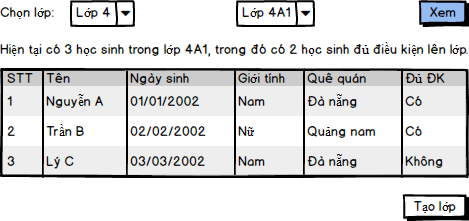 Chọn lớp: Lớp 4 Lớp 4A1 Xem
Hiện tại có 3 học sinh trong lớp 4A1, trong đó có 2 học sinh đủ điều kiện lên lớp.
STT Tên Ngày sinh Giới tính Quê quán Đủ ĐK
1 Nguyễn A 01/01/2002 Nam Đà nẵng Có
2 Trần B 02/02/2002 Nữ Quảng nam Có
3 Lý C 03/03/2002 Nam Đà nẵng Không
Tạo lớp